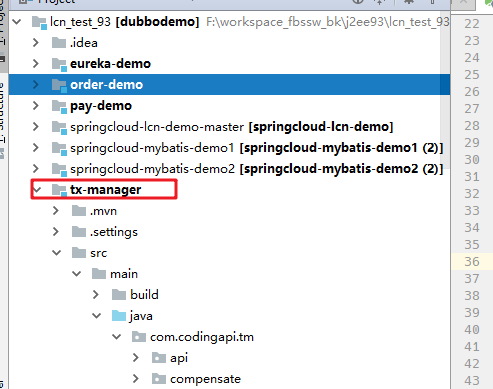 Project
lcn_test_93 [dubbodemo] F:\workspace_fbssw_bk\j2ee93\lcn_test_93
.idea
eureka-demo
order-demo
pay-demo
springcloud-lcn-demo-master [springcloud-lcn-demo]
springcloud-mybatis-demo1 [springcloud-mybatis-demo1 (2)]
springcloud-mybatis-demo2 [springcloud-mybatis-demo2 (2)]
tx-manager
.mvn
.settings
src
main
build
java
com.codingapi.tm
api
compensate
22
23
24
25
26
27
28
29
30
31
32
33
34
35
36
37
38
39
40
41
42
43